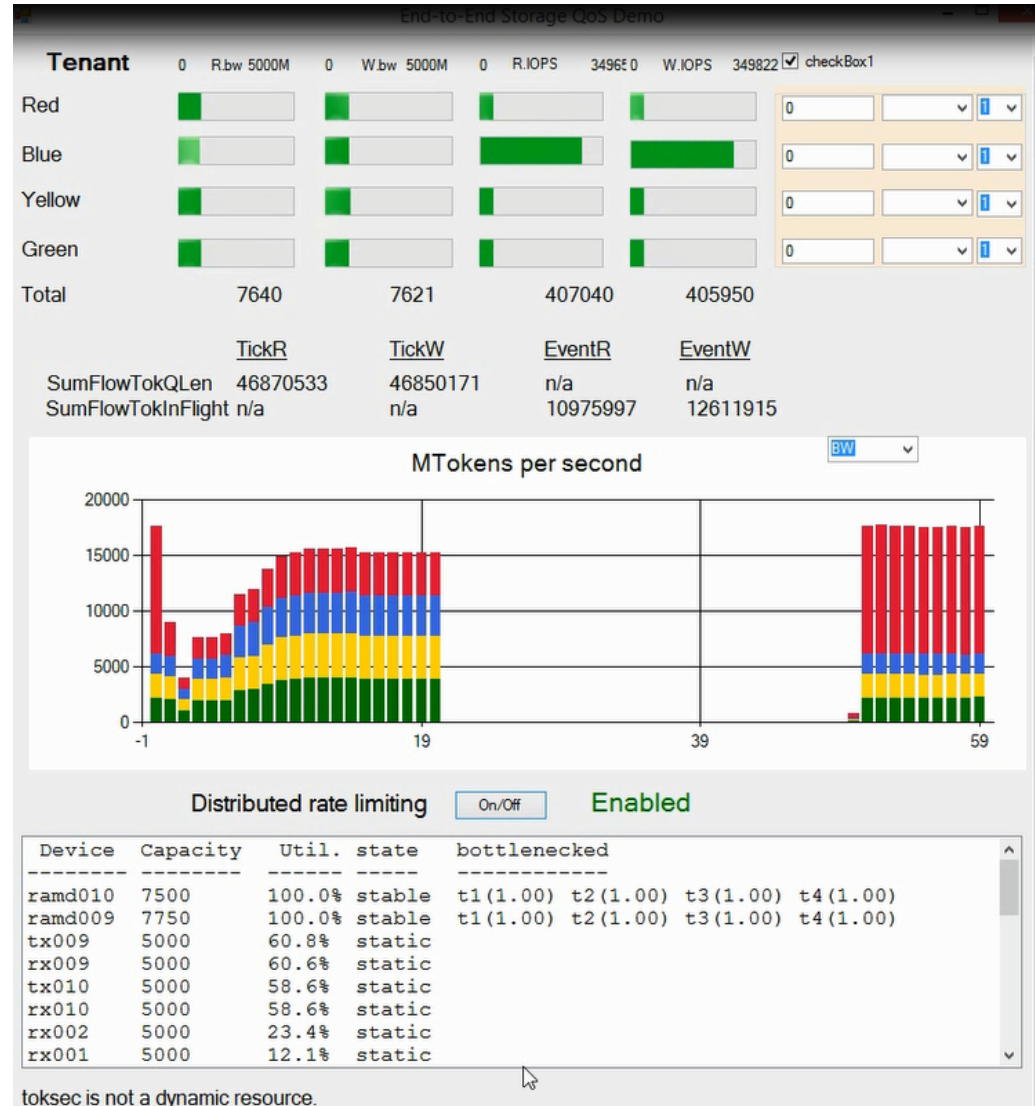 End-to-End Storage QoS Demo
Tenant 0 R.bw 5000M 0 W.bw 5000M 0 R.IOPS 34965 0 W.IOPS 349822 checkBox1
Red 0 1
Blue 0 1
Yellow 0 1
Green 0 1
Total 7640 7621 407040 405950
TickR TickW EventR EventW
SumFlowTokQLen 46870533 46850171 n/a n/a
SumFlowTokInFlight n/a n/a 10975997 12611915
BW
MTokens per second
20000
15000
10000
5000
0
-1 19 39 59
Distributed rate limiting On/Off Enabled
Device Capacity Util. state bottlenecked
-------- -------- ------ ----- ------------
ramd010 7500 100.0% stable t1(1.00) t2(1.00) t3(1.00) t4(1.00)
ramd009 7750 100.0% stable t1(1.00) t2(1.00) t3(1.00) t4(1.00)
tx009 5000 60.8% static
rx009 5000 60.6% static
tx010 5000 58.6% static
rx010 5000 58.6% static
rx002 5000 23.4% static
rx001 5000 12.1% static
toksec is not a dynamic resource.